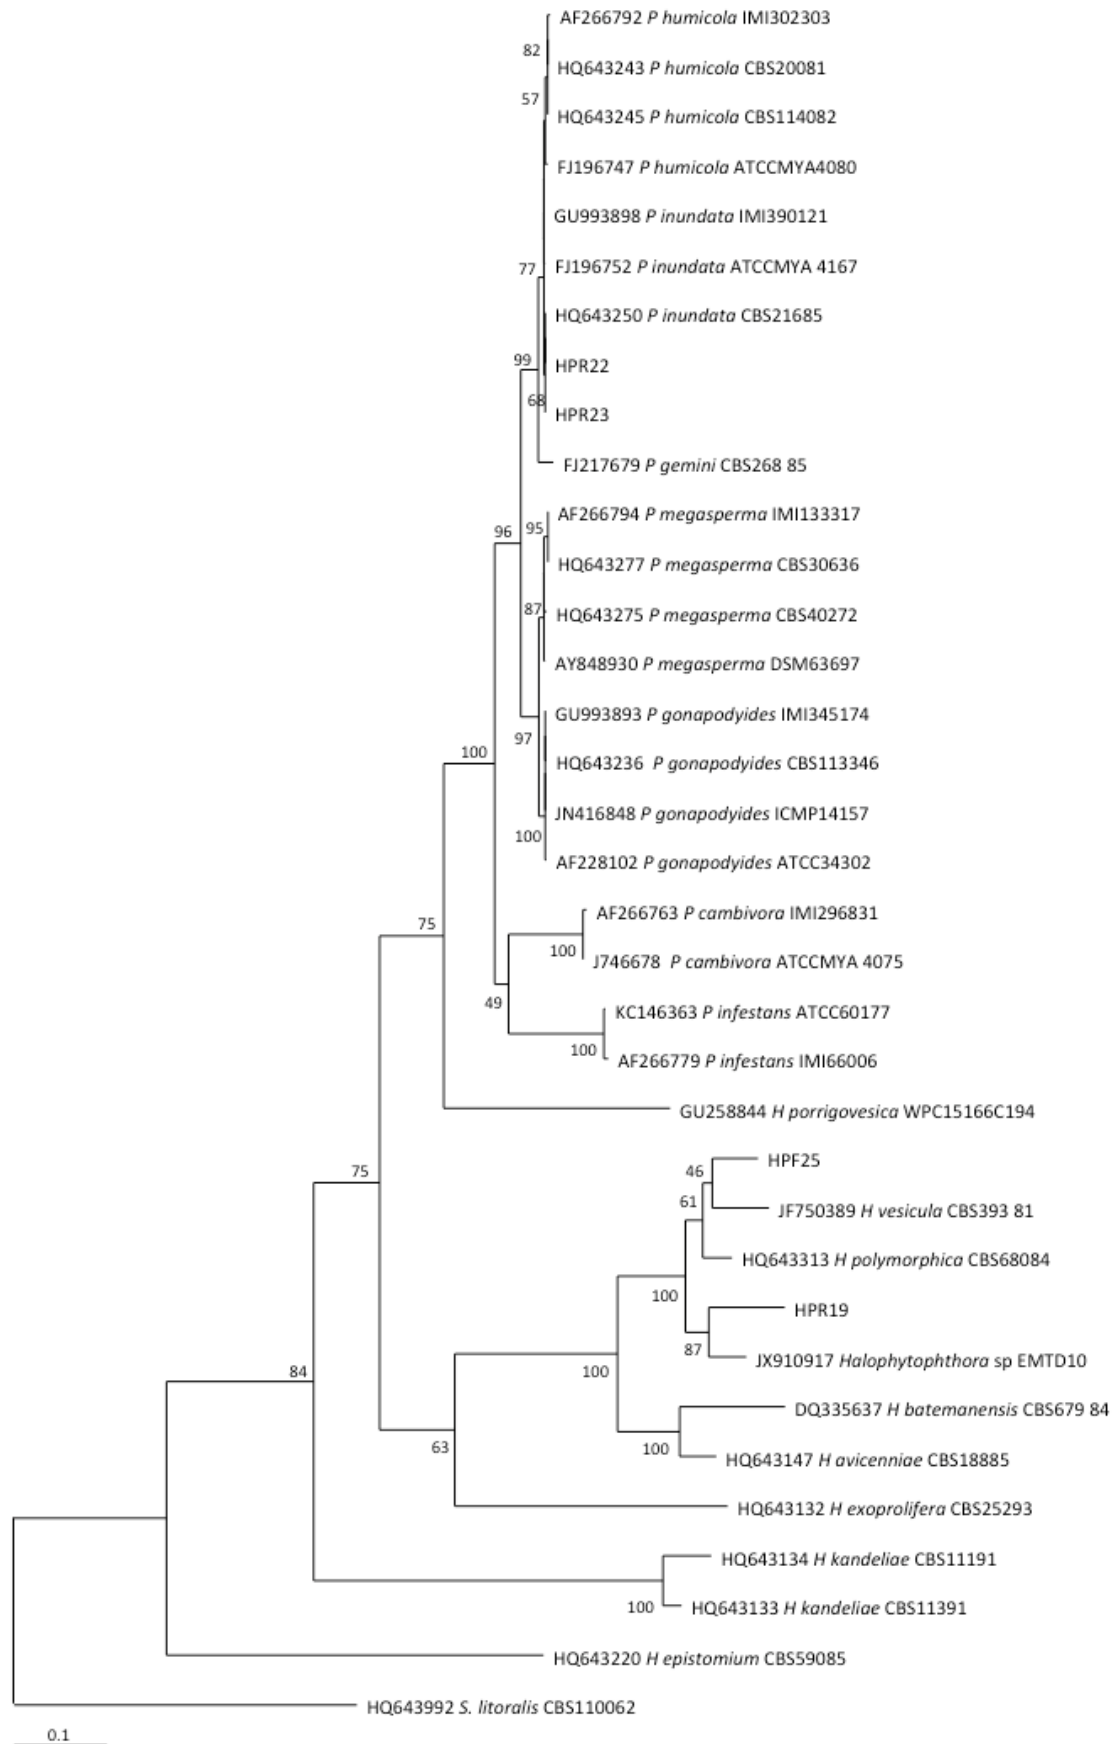 AF266792 P humicola IMI302303
82
HQ643243 P humicola CBS20081
57
HQ643245 P humicola CBS114082
FJ196747 P humicola ATCCMYA4080
GU993898 P inundata IMI390121
77
FJ196752 P inundata ATCCMYA 4167
HQ643250 P inundata CBS21685
99
HPR22
68
HPR23
FJ217679 P gemini CBS268 85
AF266794 P megasperma IMI133317
96
95
HQ643277 P megasperma CBS30636
87
HQ643275 P megasperma CBS40272
AY848930 P megasperma DSM63697
GU993893 P gonapodyides IMI345174
97
100
HQ643236 P gonapodyides CBS113346
JN416848 P gonapodyides ICMP14157
100
AF228102 P gonapodyides ATCC34302
AF266763 P cambivora IMI296831
75
100
J746678 P cambivora ATCCMYA 4075
49
KC146363 P infestans ATCC60177
100
AF266779 P infestans IMI66006
GU258844 H porrigovesica WPC15166C194
HPF25
75
46
61
JF750389 H vesicula CBS393 81
HQ643313 H polymorphica CBS68084
100
HPR19
87
JX910917 Halophytophthora sp EMTD10
84
100
DQ335637 H batemanensis CBS679 84
63
100
HQ643147 H avicenniae CBS18885
HQ643132 H exoprolifera CBS25293
HQ643134 H kandeliae CBS11191
100
HQ643133 H kandeliae CBS11391
HQ643220 H epistomium CBS59085
HQ643992 S. litoralis CBS110062
0.1